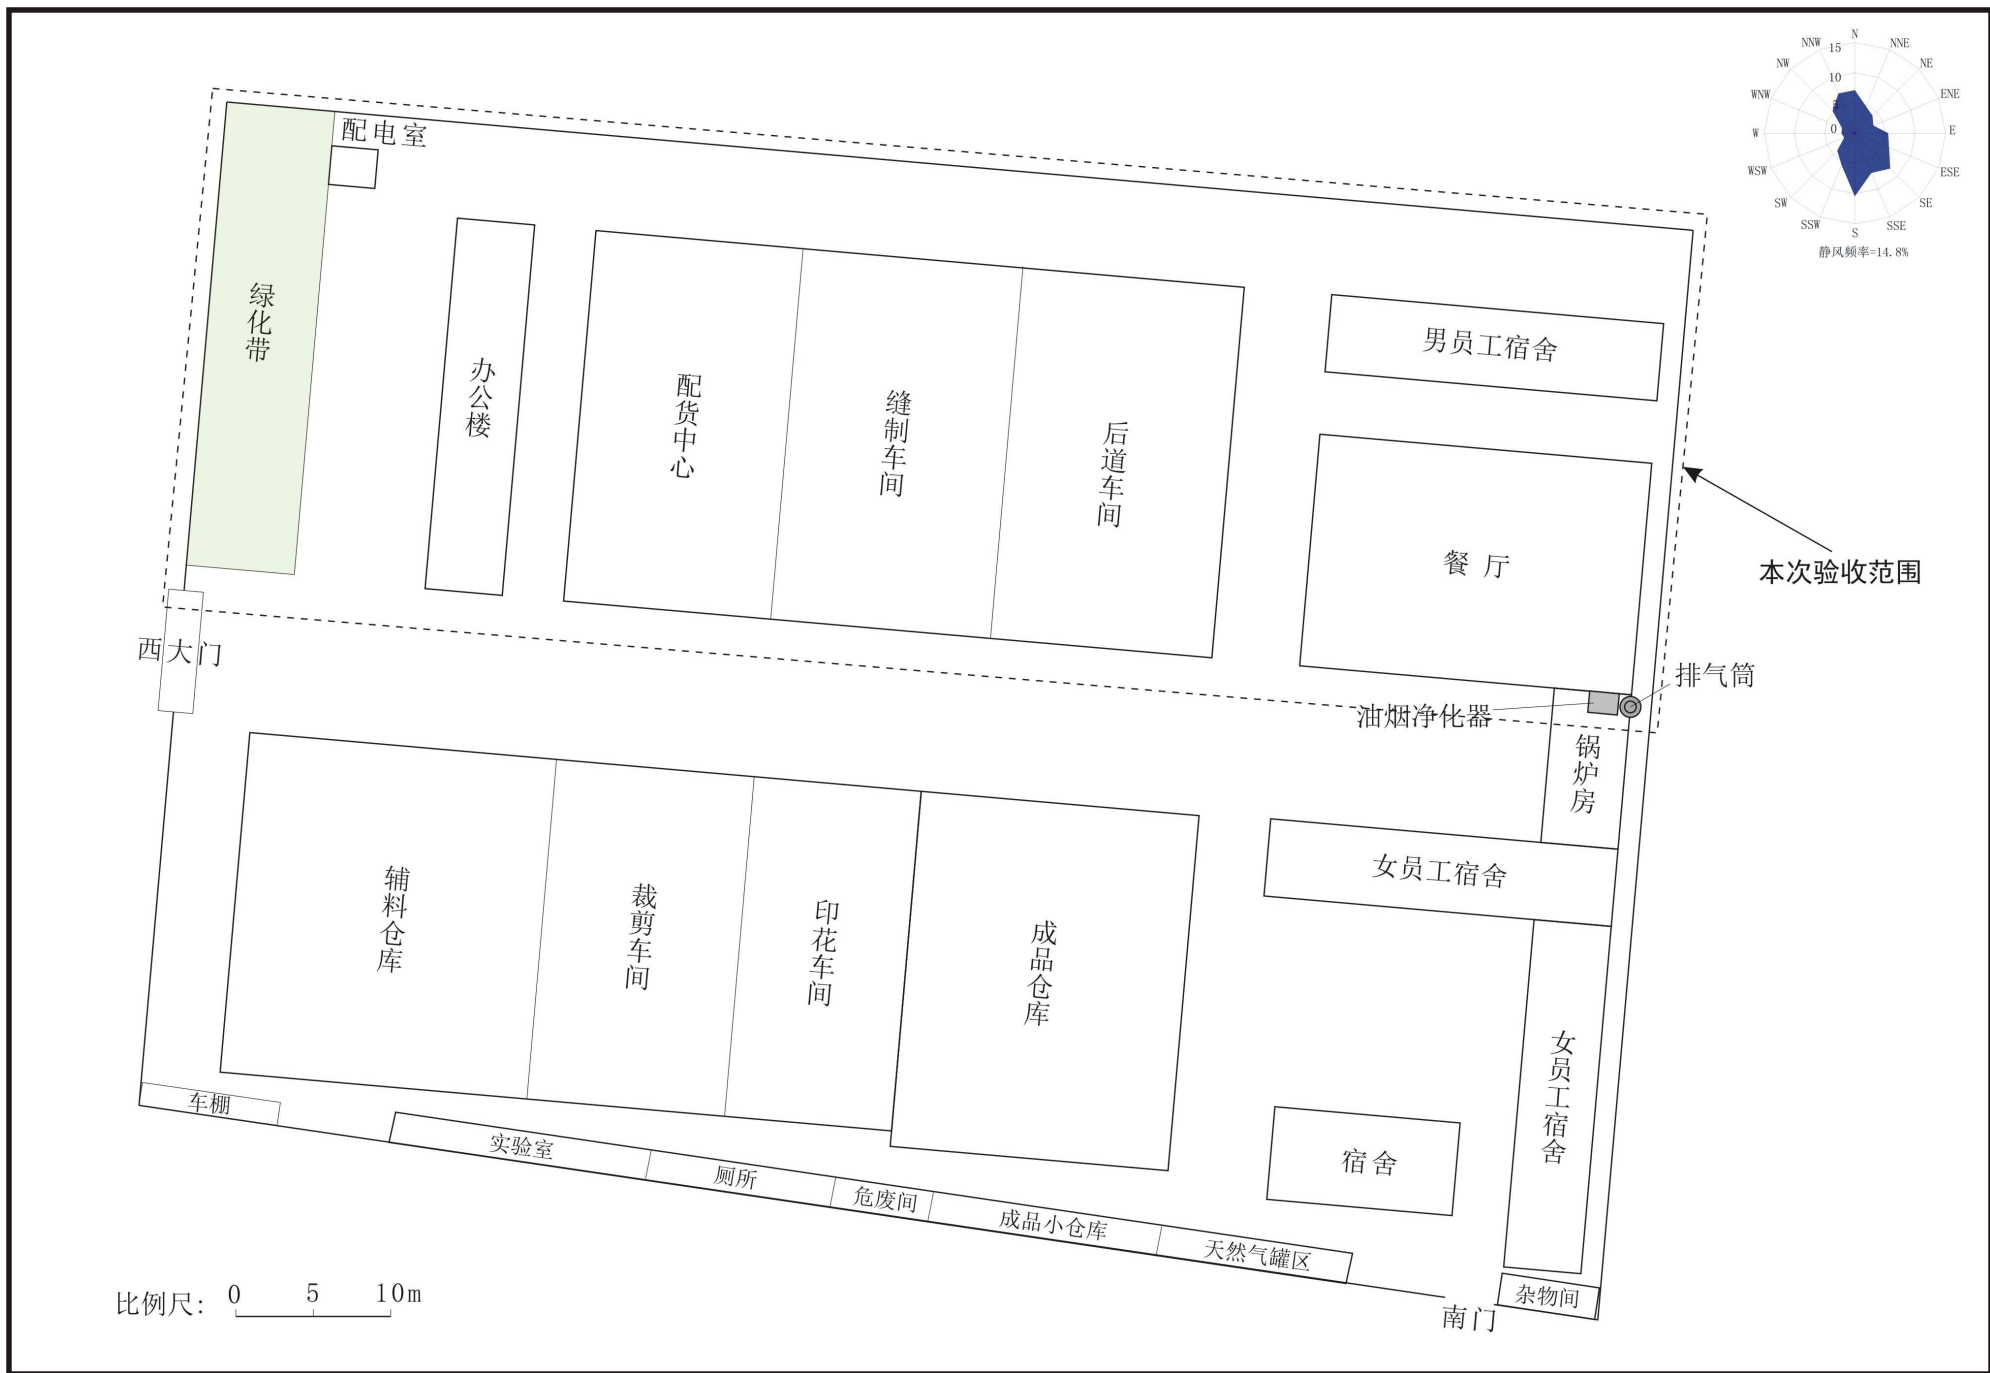 N
NNW
NNE
15
NW
NE
10
WNW
ENE
5
0
W
E
WSW
ESE
SW
SE
SSW
SSE
S
静风频率=14.8%
配电室
绿化带
办公楼
配货中心
缝制车间
后道车间
男员工宿舍
餐厅
本次验收范围
西大门
排气筒
油烟净化器
锅炉房
女员工宿舍
辅料仓库
裁剪车间
印花车间
成品仓库
女员工宿舍
车棚
实验室
厕所
危废间
成品小仓库
天然气罐区
宿舍
杂物间
南门
比例尺:
0 5 10m